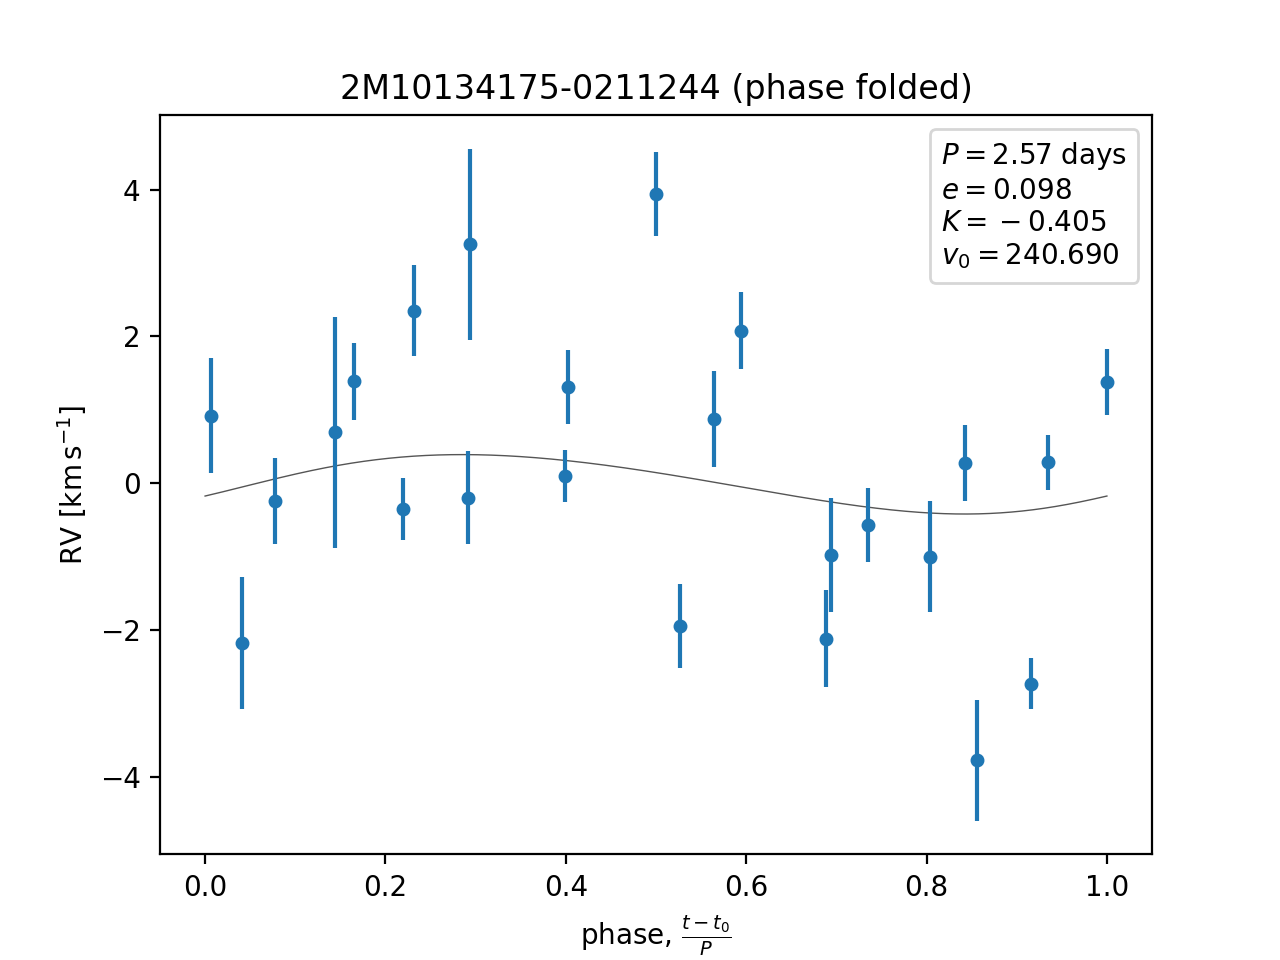 2M10134175-0211244 (phase folded)
P = 2.57 days
e = 0.098
K = −0.405
v₀ = 240.690
4
2
0
−2
−4
RV [km s⁻¹]
0.0 0.2 0.4 0.6 0.8 1.0
phase, (t − t₀)/P